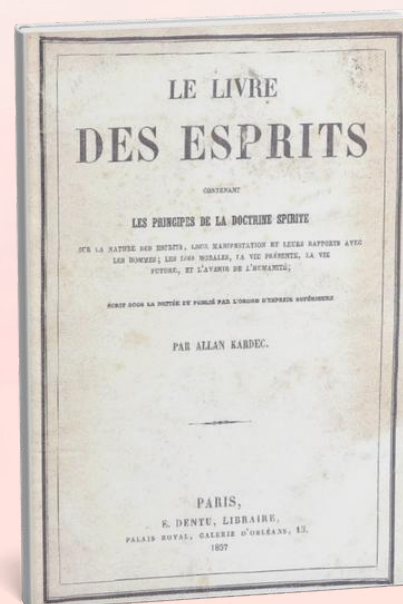 LE LIVRE
DES ESPRITS
CONTENANT
LES PRINCIPES DE LA DOCTRINE SPIRITE
SUR LA NATURE DES ESPRITS, LEUR MANIFESTATION ET LEURS RAPPORTS AVEC
LES HOMMES; LES LOIS MORALES, LA VIE PRÉSENTE, LA VIE
FUTURE, ET L'AVENIR DE L'HUMANITÉ;
ÉCRIT SOUS LA DICTÉE ET PUBLIÉ PAR L'ORDRE D'ESPRITS SUPÉRIEURS
PAR ALLAN KARDEC.
PARIS,
E. DENTU, LIBRAIRE,
PALAIS ROYAL, GALERIE D'ORLÉANS, 13.
1857